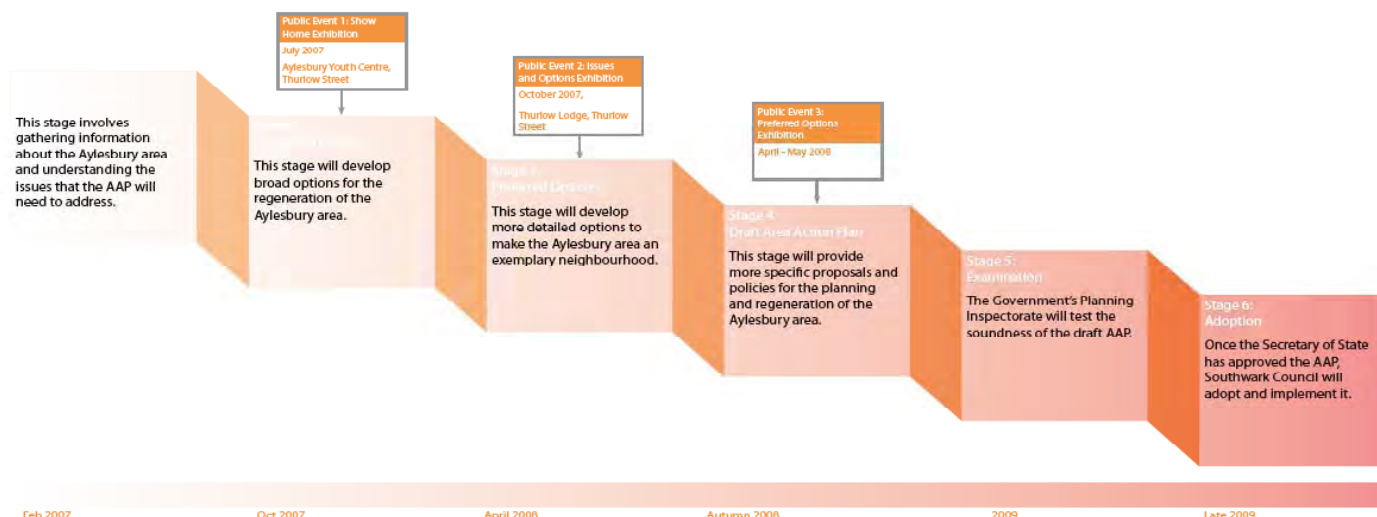 Public Event 1: Show
Home Exhibition
July 2007
Aylesbury Youth Centre,
Thurlow Street
Public Event 2: Issues
and Options Exhibition
October 2007,
Thurlow Lodge, Thurlow
Street
Public Event 3:
Preferred Options
Exhibition
April - May 2008
This stage involves
gathering information
about the Aylesbury area
and understanding the
issues that the AAP will
need to address.
This stage will develop
broad options for the
regeneration of the
Aylesbury area.
Stage 3
Preferred Options
This stage will develop
more detailed options to
make the Aylesbury area an
exemplary neighbourhood.
Stage 4
Draft Area Action Plan
This stage will provide
more specific proposals and
policies for the planning
and regeneration of the
Aylesbury area.
Stage 5:
Examination
The Government's Planning
Inspectorate will test the
soundness of the draft AAP.
Stage 6:
Adoption
Once the Secretary of State
has approved the AAP,
Southwark Council will
adopt and implement it.
Feb 2007
Oct 2007
April 2008
Autumn 2008
2009
Late 2009